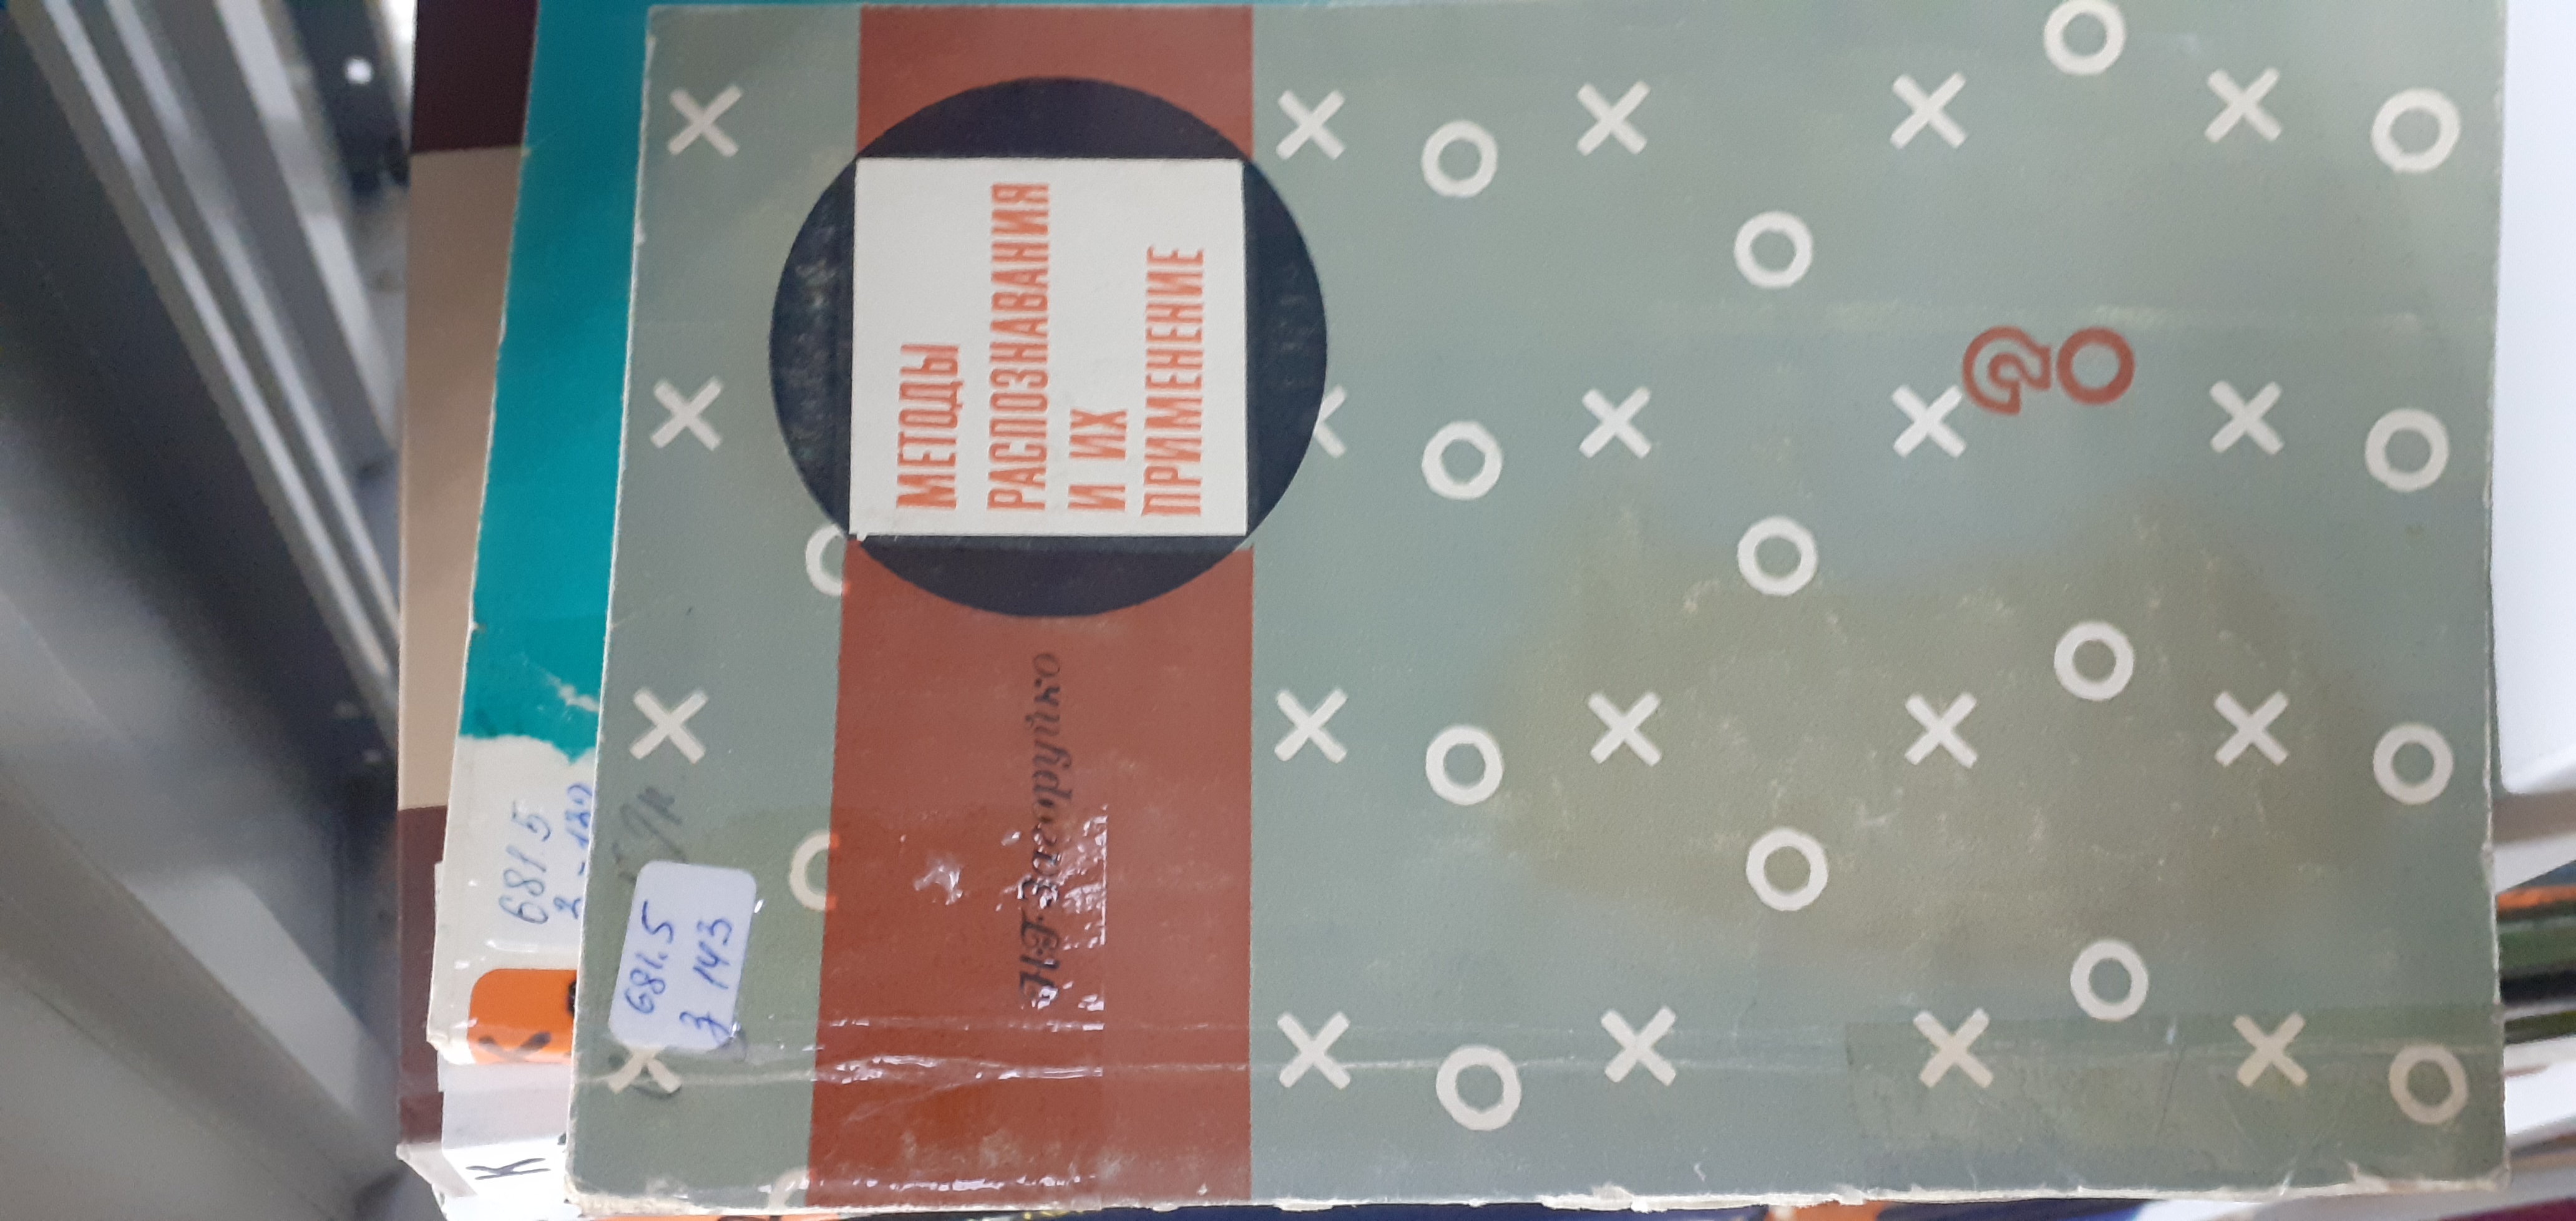 Н.Г. Загоруйко
МЕТОДЫ
РАСПОЗНАВАНИЯ
И ИХ
ПРИМЕНЕНИЕ
?
681.5
З 143
681 5
К